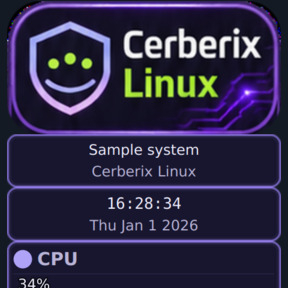 Cerberix
Linux
Sample system
Cerberix Linux
16:28:34
Thu Jan 1 2026
CPU
34%